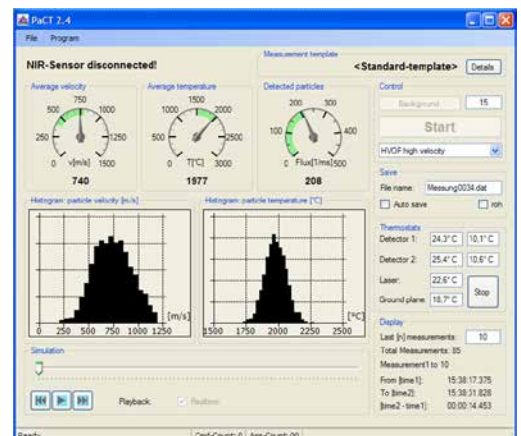 PaCT 2.4
File Program
NIR-Sensor disconnected!
Measurement template
<Standard-template> Details
Average velocity
0 250 500 750 1000 1250 1500
v[m/s]
740
Average temperature
0 500 1000 1500 2000 3000
T[°C]
1977
Detected particles
0 100 200 300 400 500
Flux[1/ms]
208
Control
Background 15
Start
HVOF high velocity
Save
File name: Messung0034.dat
Auto save roh
Histogram: particle velocity [m/s]
[m/s]
0 250 500 750 1000 1250
Histogram: particle temperature [°C]
[°C]
1500 1750 2000 2250 2500
Thermostats
Detector 1: 24,3° C 10,1° C
Detector 2: 25,4° C 10,6° C
Laser: 22,6° C
Ground plane: 18,7° C
Stop
Display
Last [n] measurements: 10
Total Measurements: 85
Measurement1 to 10
From [time1]: 15:38:17.375
To [time2]: 15:38:31.828
[time2 - time1]: 00:00:14.453
Simulation
Playback: Realtime
Ready